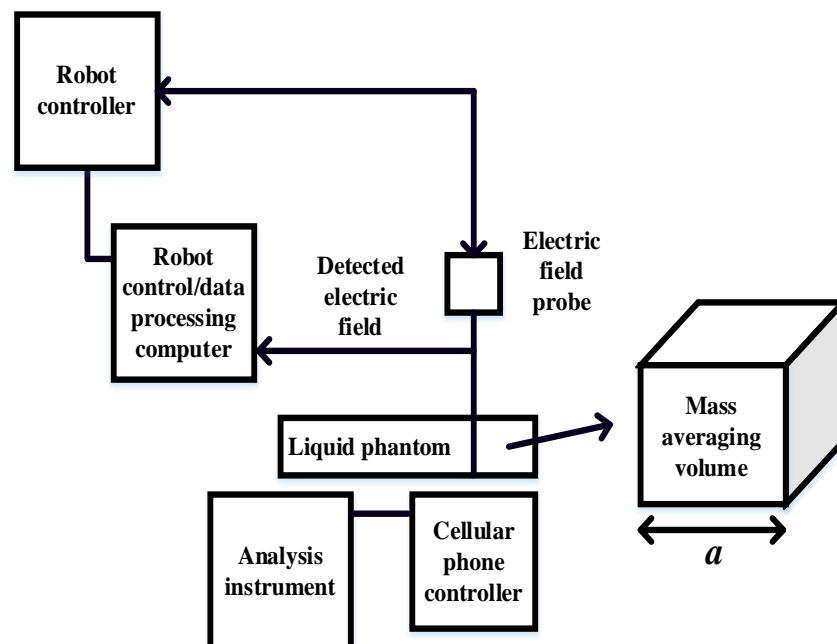 Robot
controller
Robot
control/data
processing
computer
Detected
electric
field
Electric
field
probe
Liquid phantom
Mass
averaging
volume
a
Analysis
instrument
Cellular
phone
controller